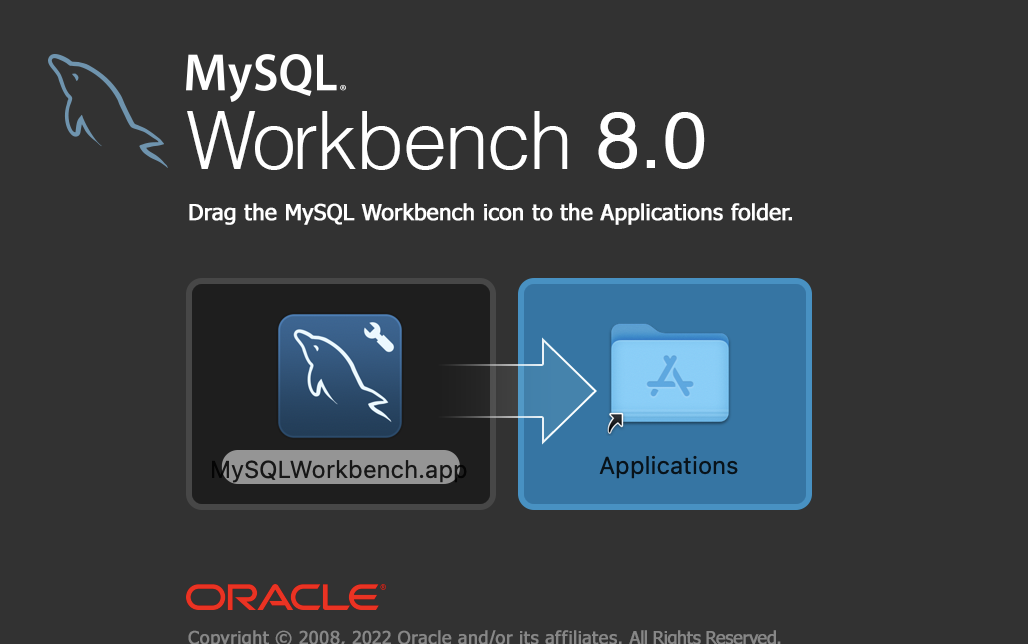 MySQL®
Workbench 8.0
Drag the MySQL Workbench icon to the Applications folder.
MySQLWorkbench.app
Applications
ORACLE®
Copyright © 2008, 2022 Oracle and/or its affiliates. All Rights Reserved.